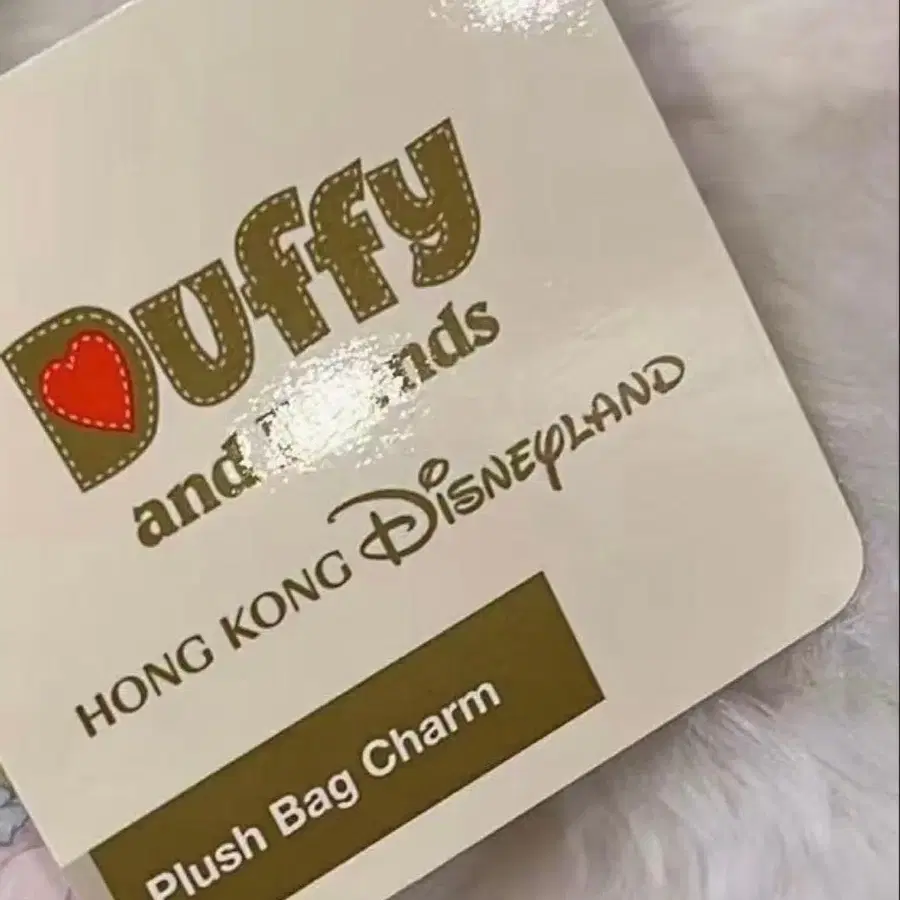 Duffy
and
HONG KONG DISNEYLAND
Plush Bag Charm